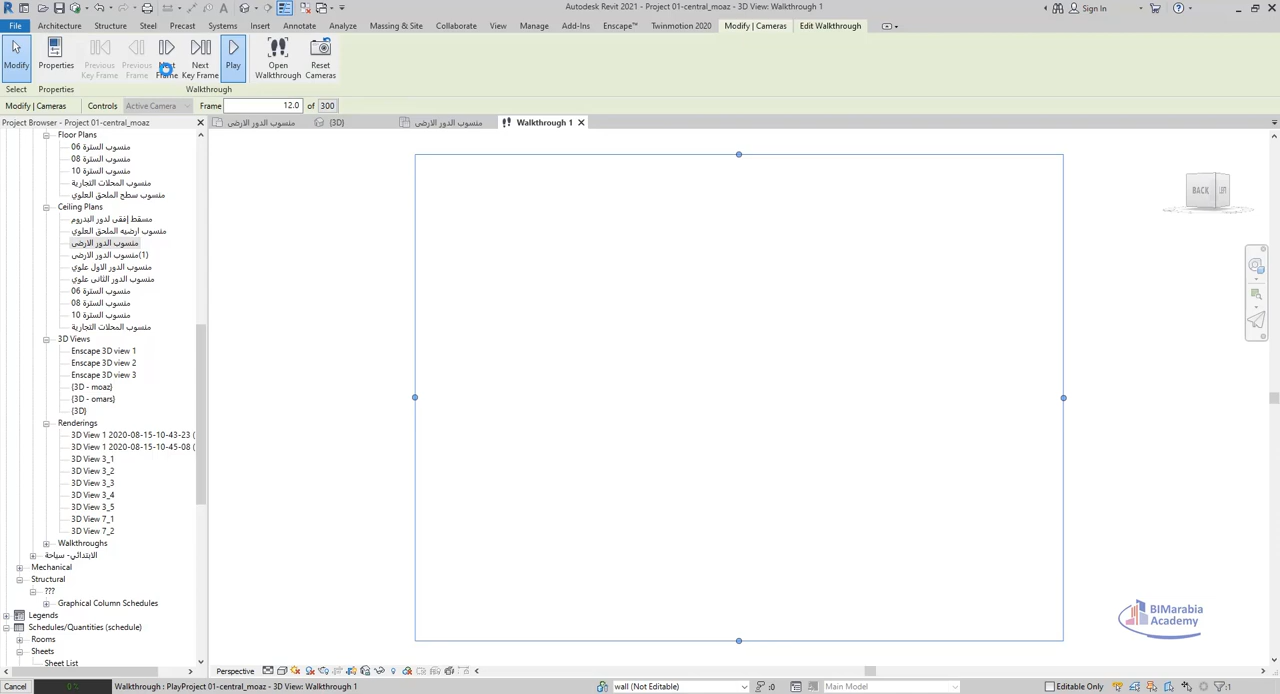 Autodesk Revit 2021 - Project 01-central_moaz - 3D View: Walkthrough 1
Sign In
File Architecture Structure Steel Precast Systems Insert Annotate Analyze Massing & Site Collaborate View Manage Add-Ins Enscape™ Twinmotion 2020 Modify | Cameras Edit Walkthrough
Modify Properties Previous Key Frame Previous Frame Next Frame Next Key Frame Play Open Walkthrough Reset Cameras
Select Properties Walkthrough
Modify | Cameras Controls Active Camera Frame 12.0 of 300
Project Browser - Project 01-central_moaz
منسوب الدور الارضى {3D} منسوب الدور الارضى Walkthrough 1
Floor Plans
منسوب السترة 06
منسوب السترة 08
منسوب السترة 10
منسوب المحلات التجارية
منسوب سطح الملحق العلوي
Ceiling Plans
مسقط إفقى لدور البدروم
منسوب ارضيه الملحق العلوي
منسوب الدور الارضى
منسوب الدور الارضى(1)
منسوب الدور الاول علوي
منسوب الدور الثانى علوي
منسوب السترة 06
منسوب السترة 08
منسوب السترة 10
منسوب المحلات التجارية
3D Views
Enscape 3D view 1
Enscape 3D view 2
Enscape 3D view 3
{3D - moaz}
{3D - omars}
{3D}
Renderings
3D View 1 2020-08-15-10-43-23 (
3D View 1 2020-08-15-10-45-08 (
3D View 3_1
3D View 3_2
3D View 3_3
3D View 3_4
3D View 3_5
3D View 7_1
3D View 7_2
Walkthroughs
الابتدائي- سياحة
Mechanical
Structural
???
Graphical Column Schedules
Legends
Schedules/Quantities (schedule)
Rooms
Sheets
Sheet List
BACK
BIMarabia
Academy
Perspective
Cancel 0 % Walkthrough : PlayProject 01-central_moaz - 3D View: Walkthrough 1 wall (Not Editable) :0 Main Model Editable Only :1